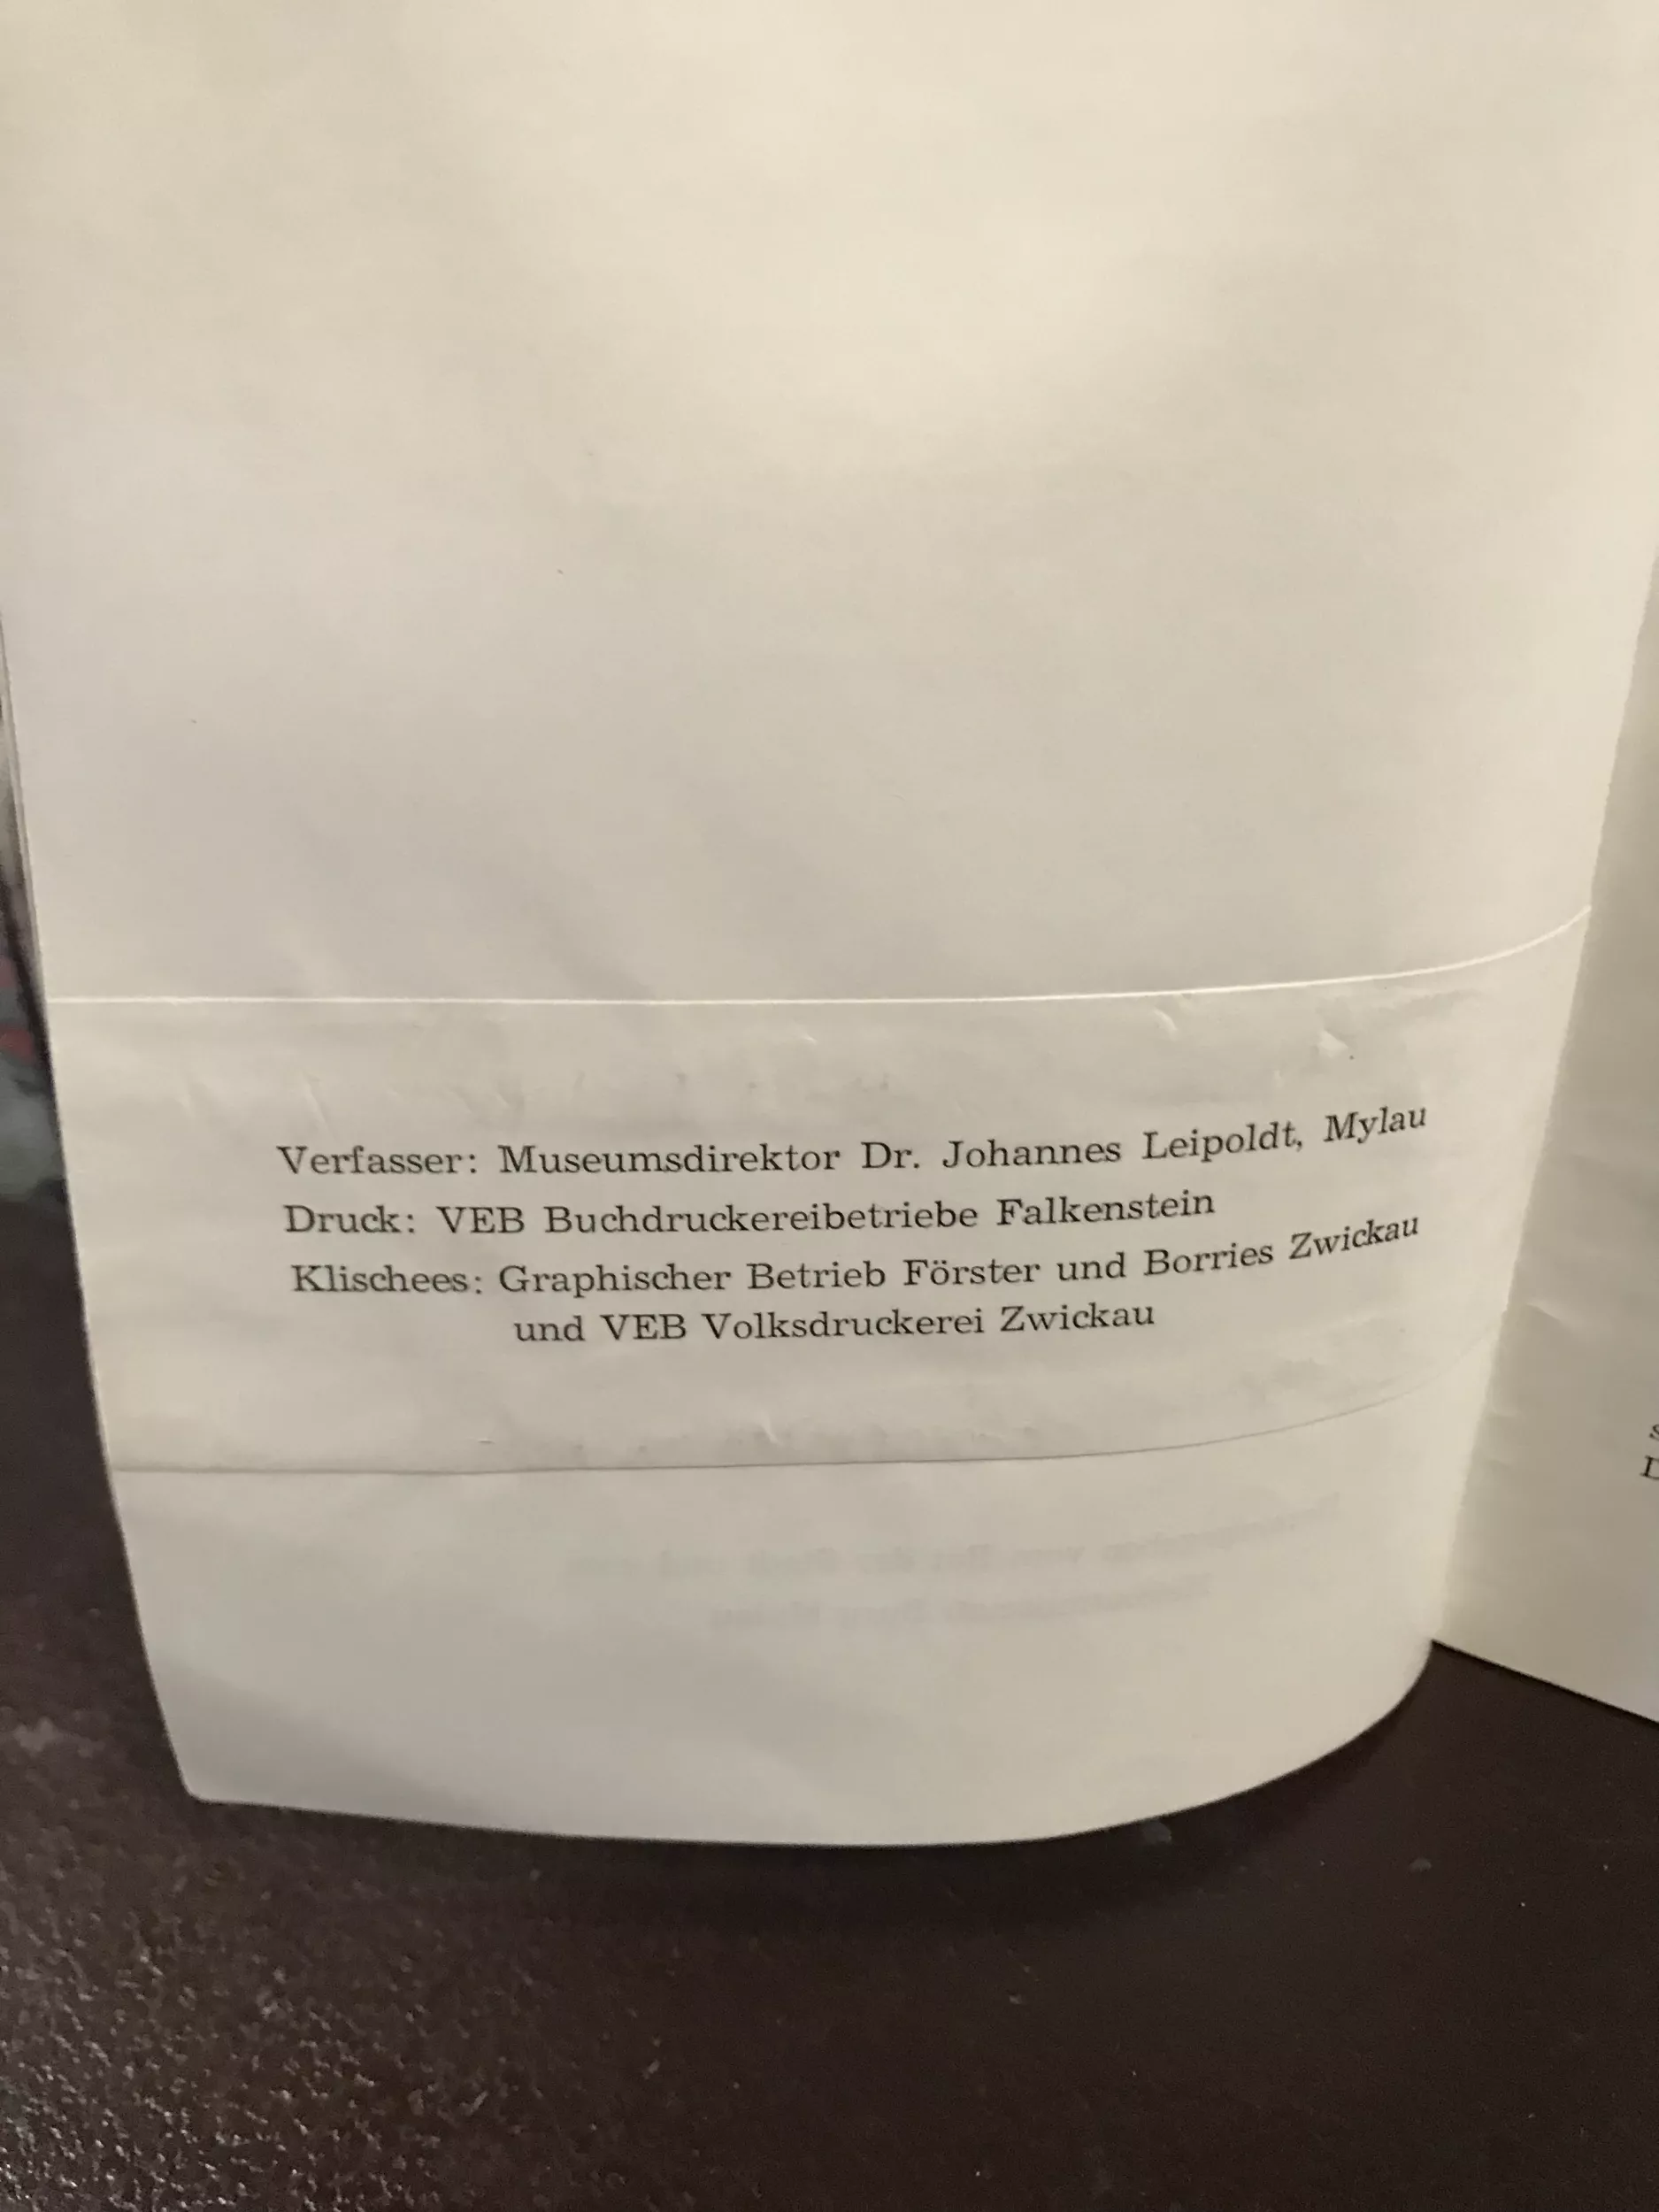 Verfasser: Museumsdirektor Dr. Johannes Leipoldt, Mylau
Druck: VEB Buchdruckereibetriebe Falkenstein
Klischees: Graphischer Betrieb Förster und Borries Zwickau
und VEB Volksdruckerei Zwickau